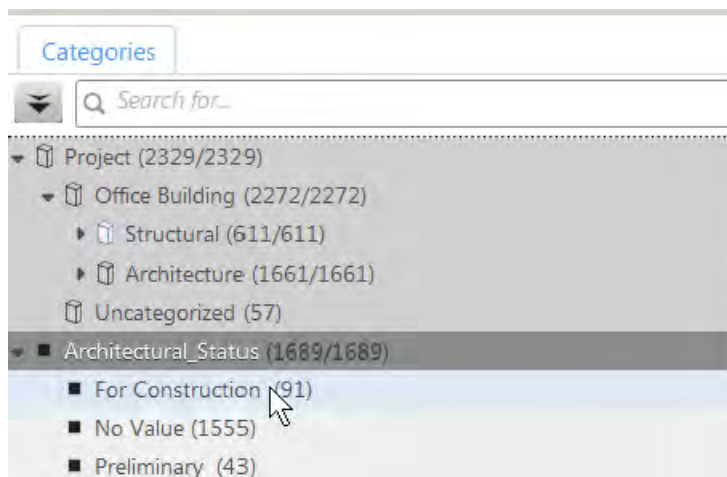 Categories
Search for...
Project (2329/2329)
Office Building (2272/2272)
Structural (611/611)
Architecture (1661/1661)
Uncategorized (57)
Architectural_Status (1689/1689)
For Construction (91)
No Value (1555)
Preliminary (43)